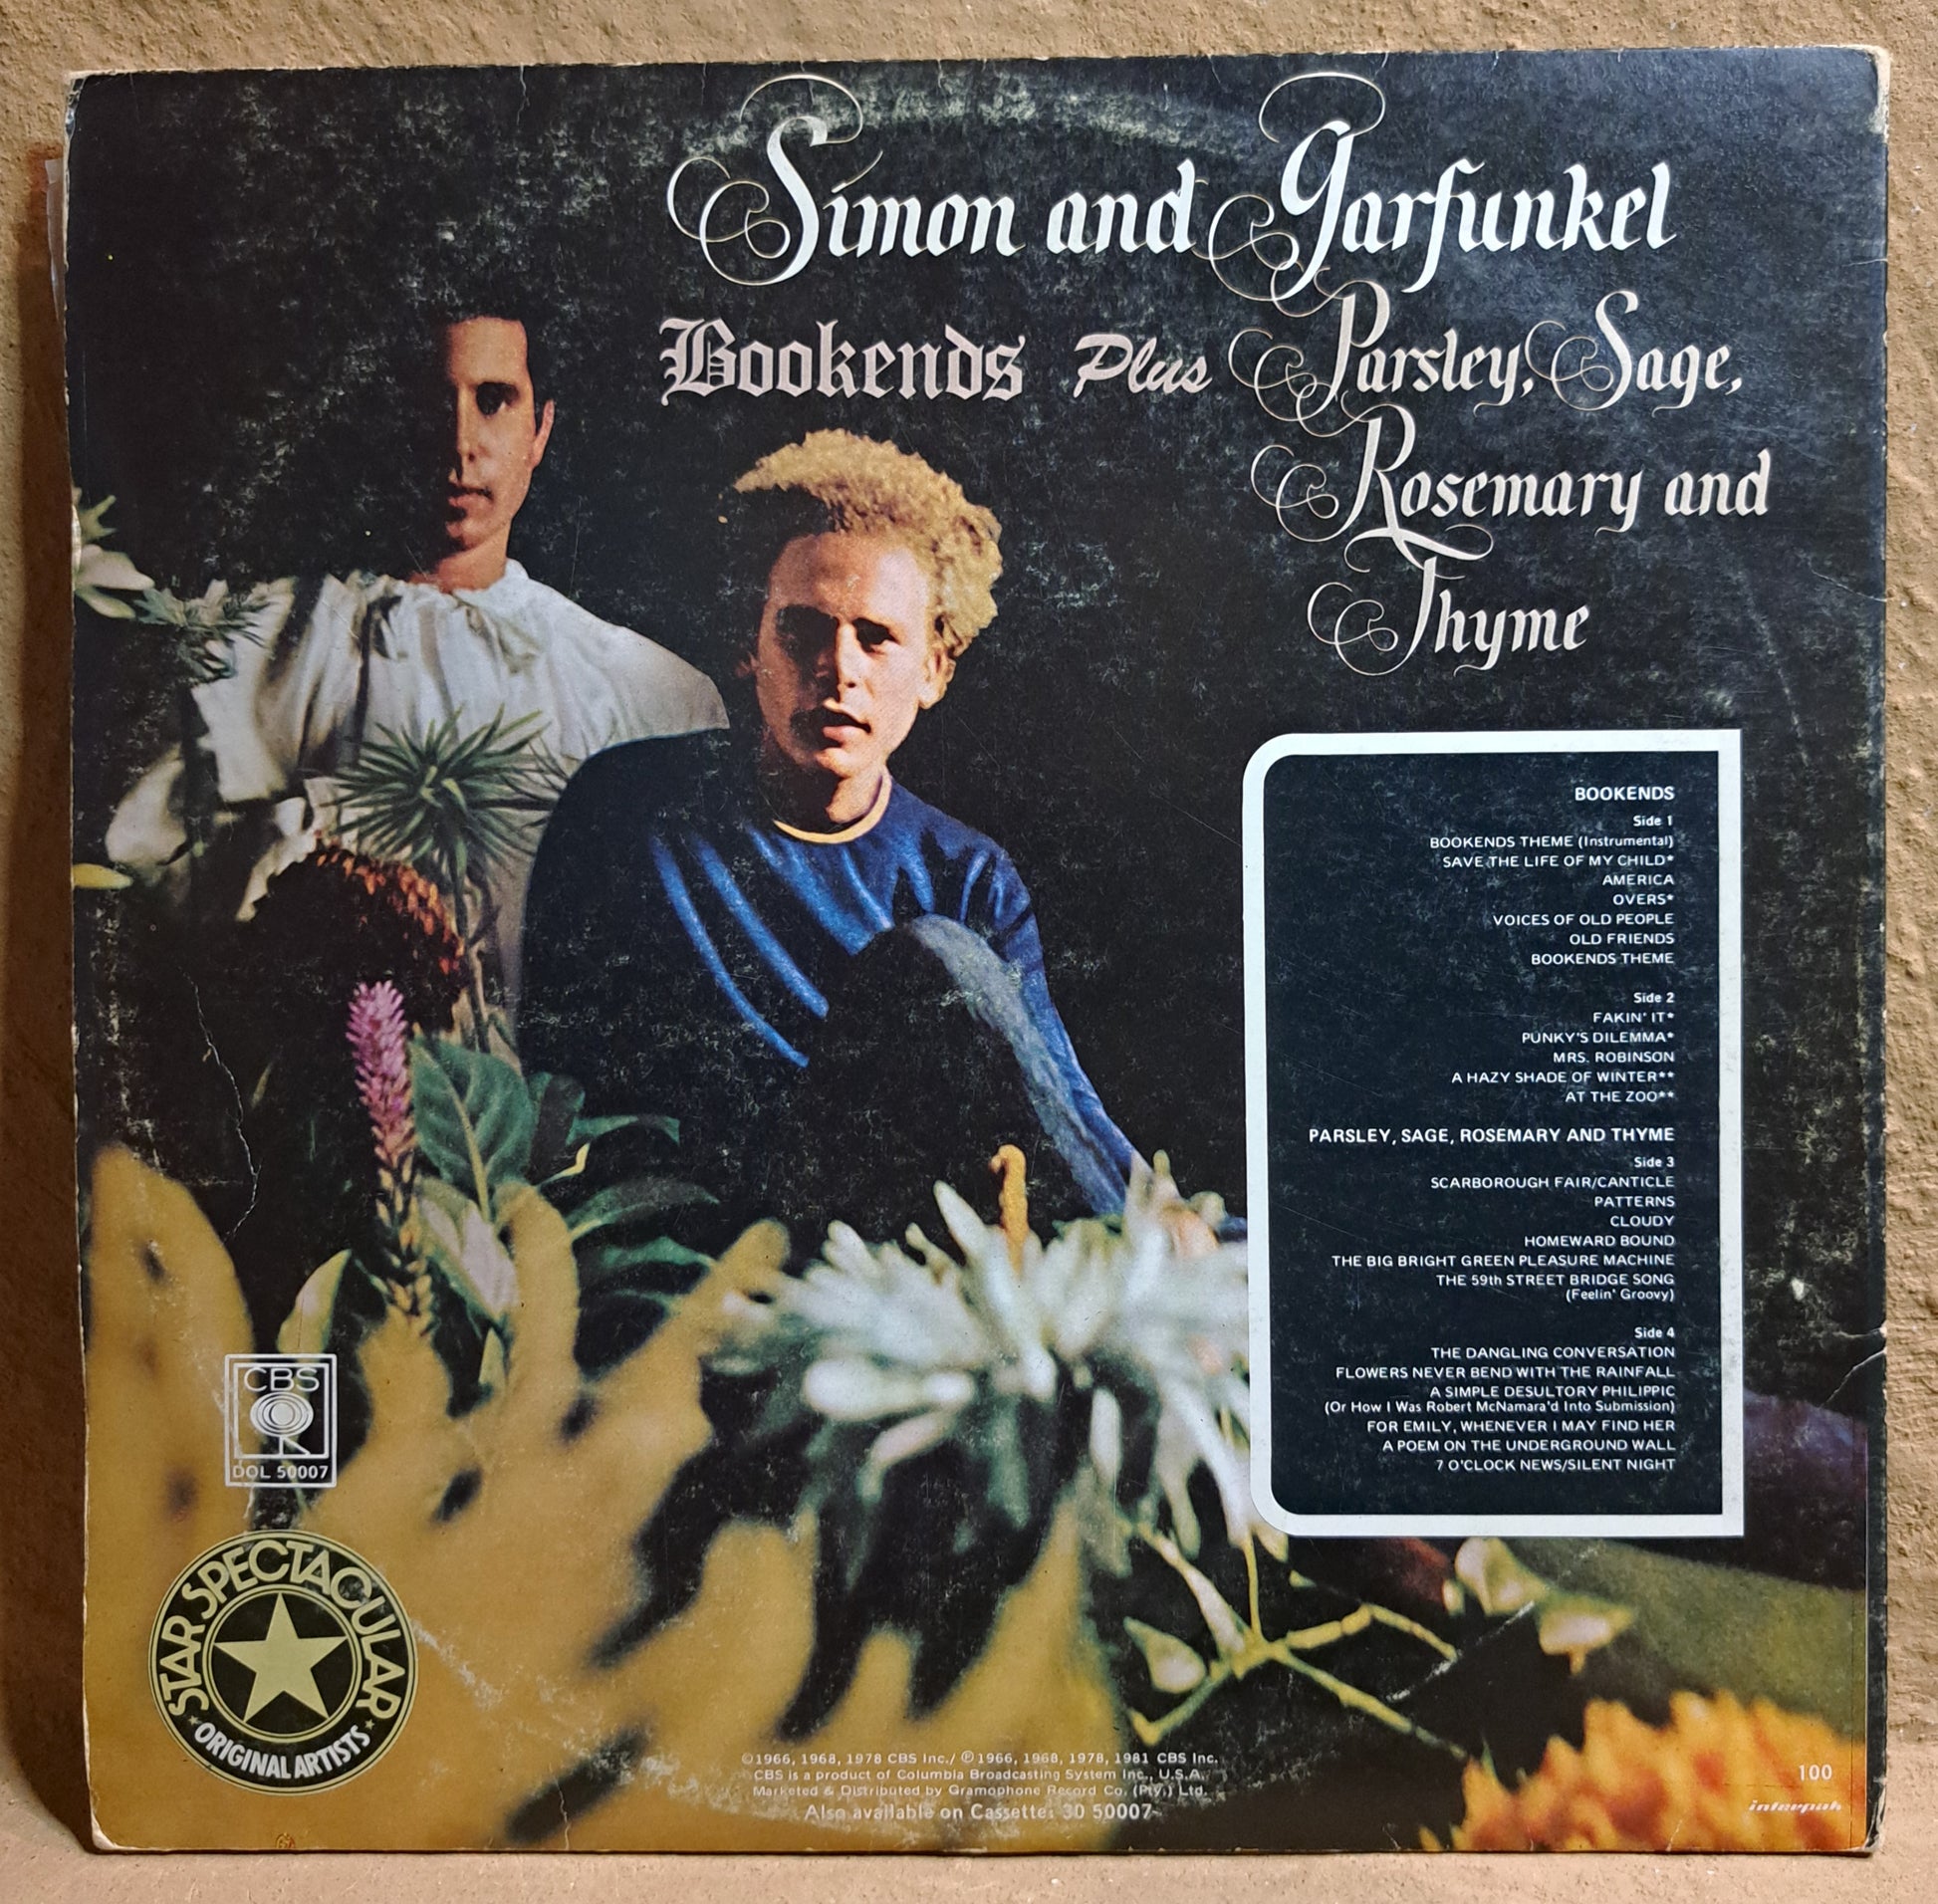 Simon and Garfunkel
Bookends Plus Parsley, Sage,
Rosemary and
Thyme
BOOKENDS
Side 1
BOOKENDS THEME (Instrumental)
SAVE THE LIFE OF MY CHILD*
AMERICA
OVERS*
VOICES OF OLD PEOPLE
OLD FRIENDS
BOOKENDS THEME
Side 2
FAKIN' IT*
PUNKY'S DILEMMA*
MRS. ROBINSON
A HAZY SHADE OF WINTER**
AT THE ZOO**
PARSLEY, SAGE, ROSEMARY AND THYME
Side 3
SCARBOROUGH FAIR/CANTICLE
PATTERNS
CLOUDY
HOMEWARD BOUND
THE BIG BRIGHT GREEN PLEASURE MACHINE
THE 59th STREET BRIDGE SONG
(Feelin' Groovy)
Side 4
THE DANGLING CONVERSATION
FLOWERS NEVER BEND WITH THE RAINFALL
A SIMPLE DESULTORY PHILIPPIC
(Or How I Was Robert McNamara'd Into Submission)
FOR EMILY, WHENEVER I MAY FIND HER
A POEM ON THE UNDERGROUND WALL
7 O'CLOCK NEWS/SILENT NIGHT
CBS
DOL 50007
STAR SPECTACULAR
ORIGINAL ARTISTS
©1966, 1968, 1978 CBS Inc./ ℗1966, 1968, 1978, 1981 CBS Inc.
CBS is a product of Columbia Broadcasting System Inc., U.S.A.
Marketed & Distributed by Gramophone Record Co. (Pty.) Ltd.
Also available on Cassette: 30 50007
100
interpak